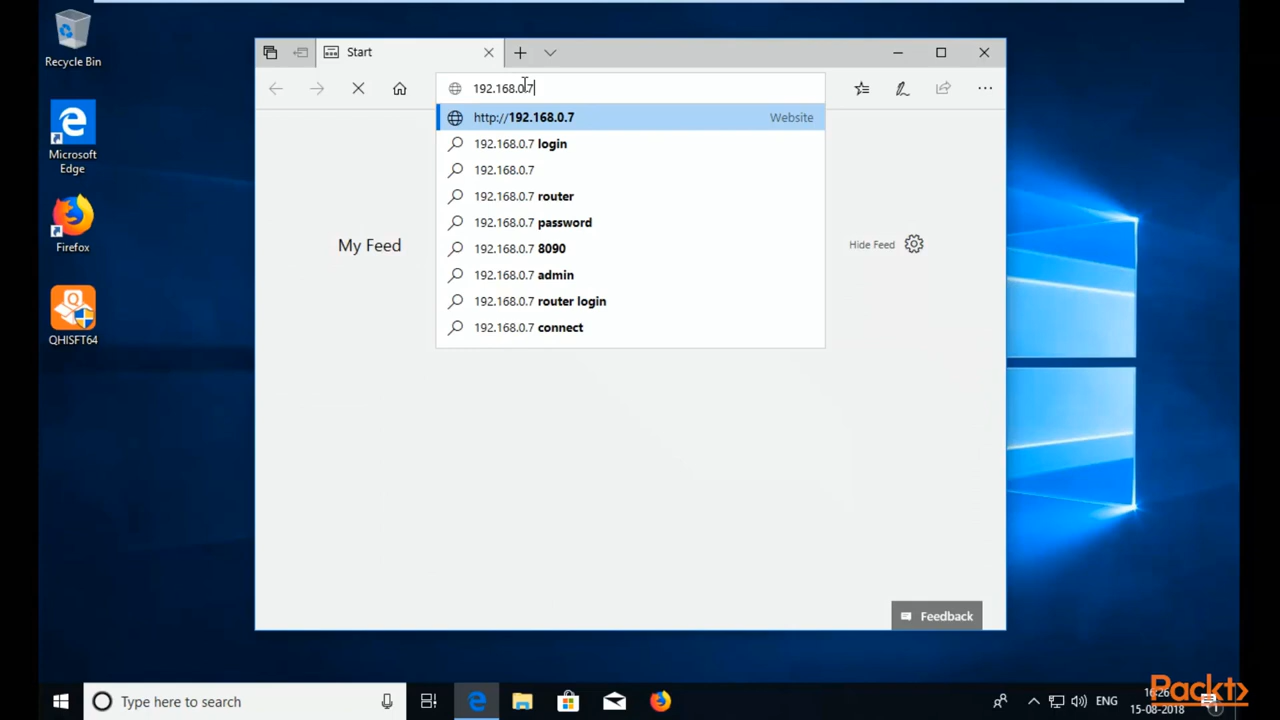 Recycle Bin
Microsoft
Edge
Firefox
QHISFT64
Start
192.168.0.7
http://192.168.0.7 Website
192.168.0.7 login
192.168.0.7
192.168.0.7 router
192.168.0.7 password
192.168.0.7 8090
192.168.0.7 admin
192.168.0.7 router login
192.168.0.7 connect
My Feed
Hide Feed
Feedback
Type here to search
ENG
16:26
15-08-2018
Packt>